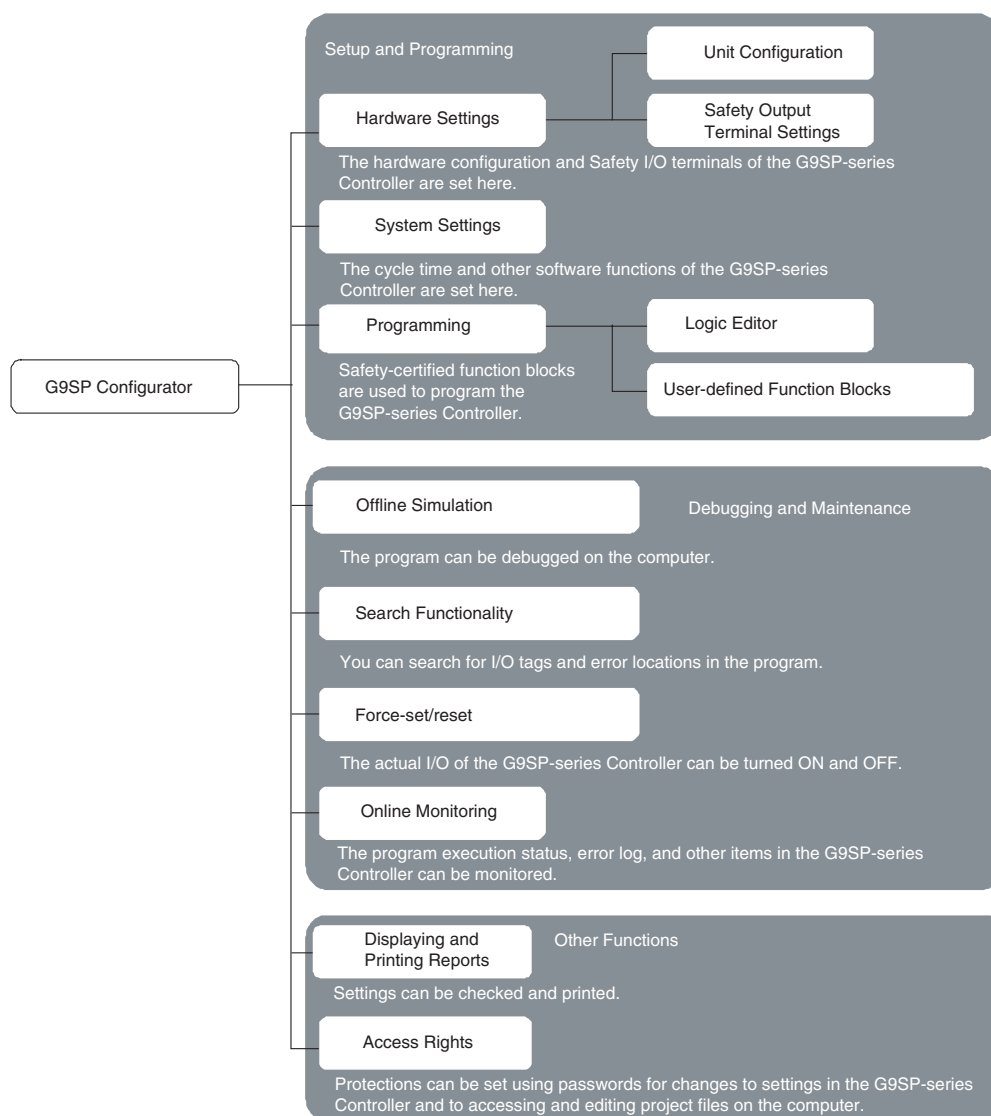 Setup and Programming
Unit Configuration
Hardware Settings
Safety Output
Terminal Settings
The hardware configuration and Safety I/O terminals of the G9SP-series
Controller are set here.
System Settings
The cycle time and other software functions of the G9SP-series
Controller are set here.
Programming
Logic Editor
Safety-certified function blocks
are used to program the
G9SP-series Controller.
User-defined Function Blocks
G9SP Configurator
Offline Simulation
Debugging and Maintenance
The program can be debugged on the computer.
Search Functionality
You can search for I/O tags and error locations in the program.
Force-set/reset
The actual I/O of the G9SP-series Controller can be turned ON and OFF.
Online Monitoring
The program execution status, error log, and other items in the G9SP-series
Controller can be monitored.
Displaying and
Printing Reports
Other Functions
Settings can be checked and printed.
Access Rights
Protections can be set using passwords for changes to settings in the G9SP-series
Controller and to accessing and editing project files on the computer.